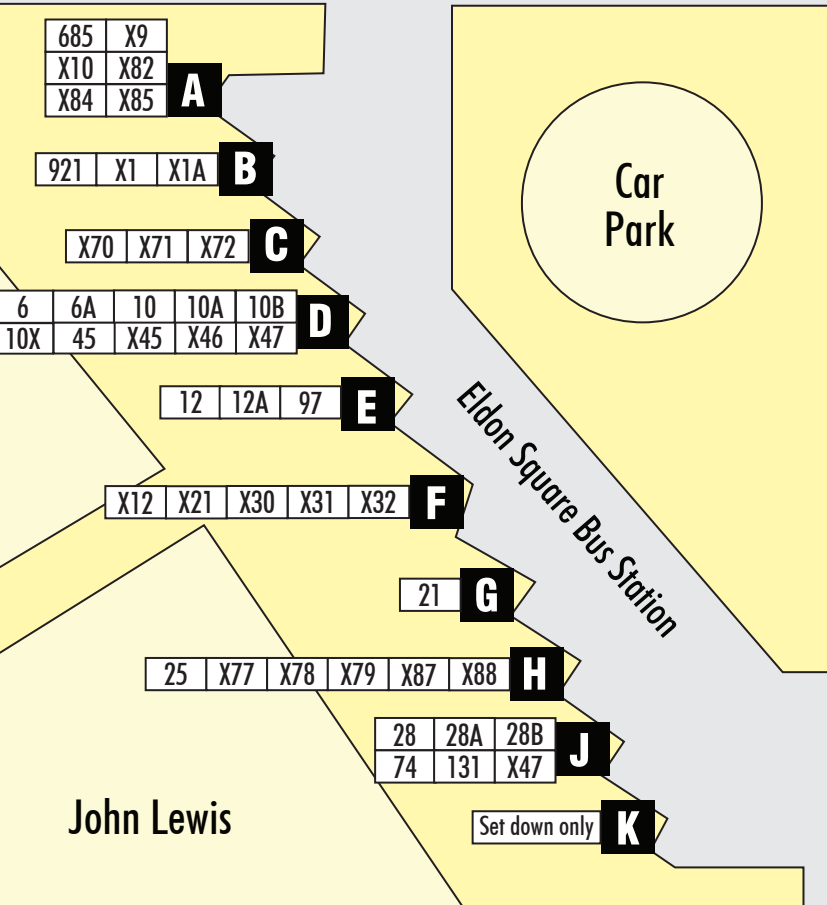 685 X9
X10 X82
X84 X85
A
921 X1 X1A B
X70 X71 X72 C
6 6A 10 10A 10B
10X 45 X45 X46 X47
D
12 12A 97 E
X12 X21 X30 X31 X32 F
21 G
25 X77 X78 X79 X87 X88 H
28 28A 28B
74 131 X47
J
Set down only K
Car
Park
Eldon Square Bus Station
John Lewis